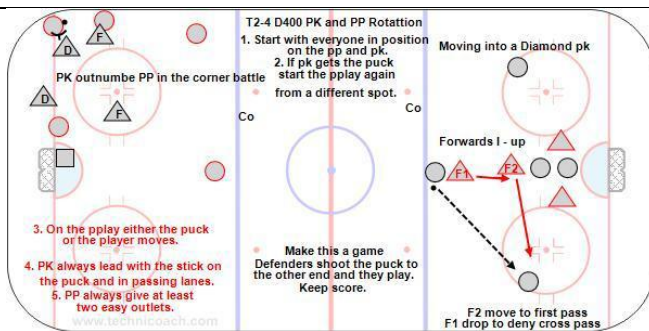 T2-4 D400 PK and PP Rotattion
1. Start with everyone in position
on the pp and pk.
2. If pk gets the puck
start the pplay again
from a different spot.
Moving into a Diamond pk
D
F
PK outnumbe PP in the corner battle
D
F
Co
Co
Forwards I - up
F1
F2
3. On the pplay either the puck
or the player moves.
4. PK always lead with the stick on
the puck and in passing lanes.
5. PP always give at least
two easy outlets.
Make this a game
Defenders shoot the puck to
the other end and they play.
Keep score.
F2 move to first pass
F1 drop to deny cross pass
www.technicoach.com